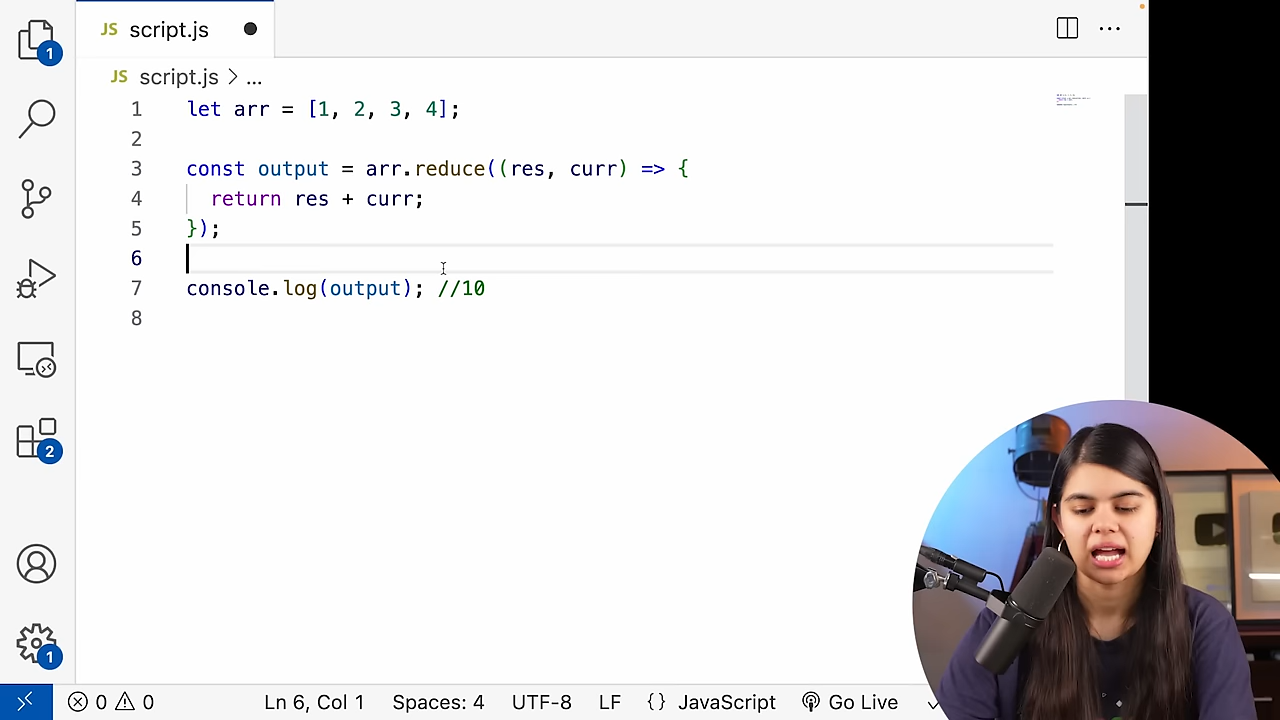 JS script.js
JS script.js > ...
1 let arr = [1, 2, 3, 4];
2
3 const output = arr.reduce((res, curr) => {
4 return res + curr;
5 });
6
7 console.log(output); //10
8
1
2
1
0 0 Ln 6, Col 1 Spaces: 4 UTF-8 LF {} JavaScript Go Live